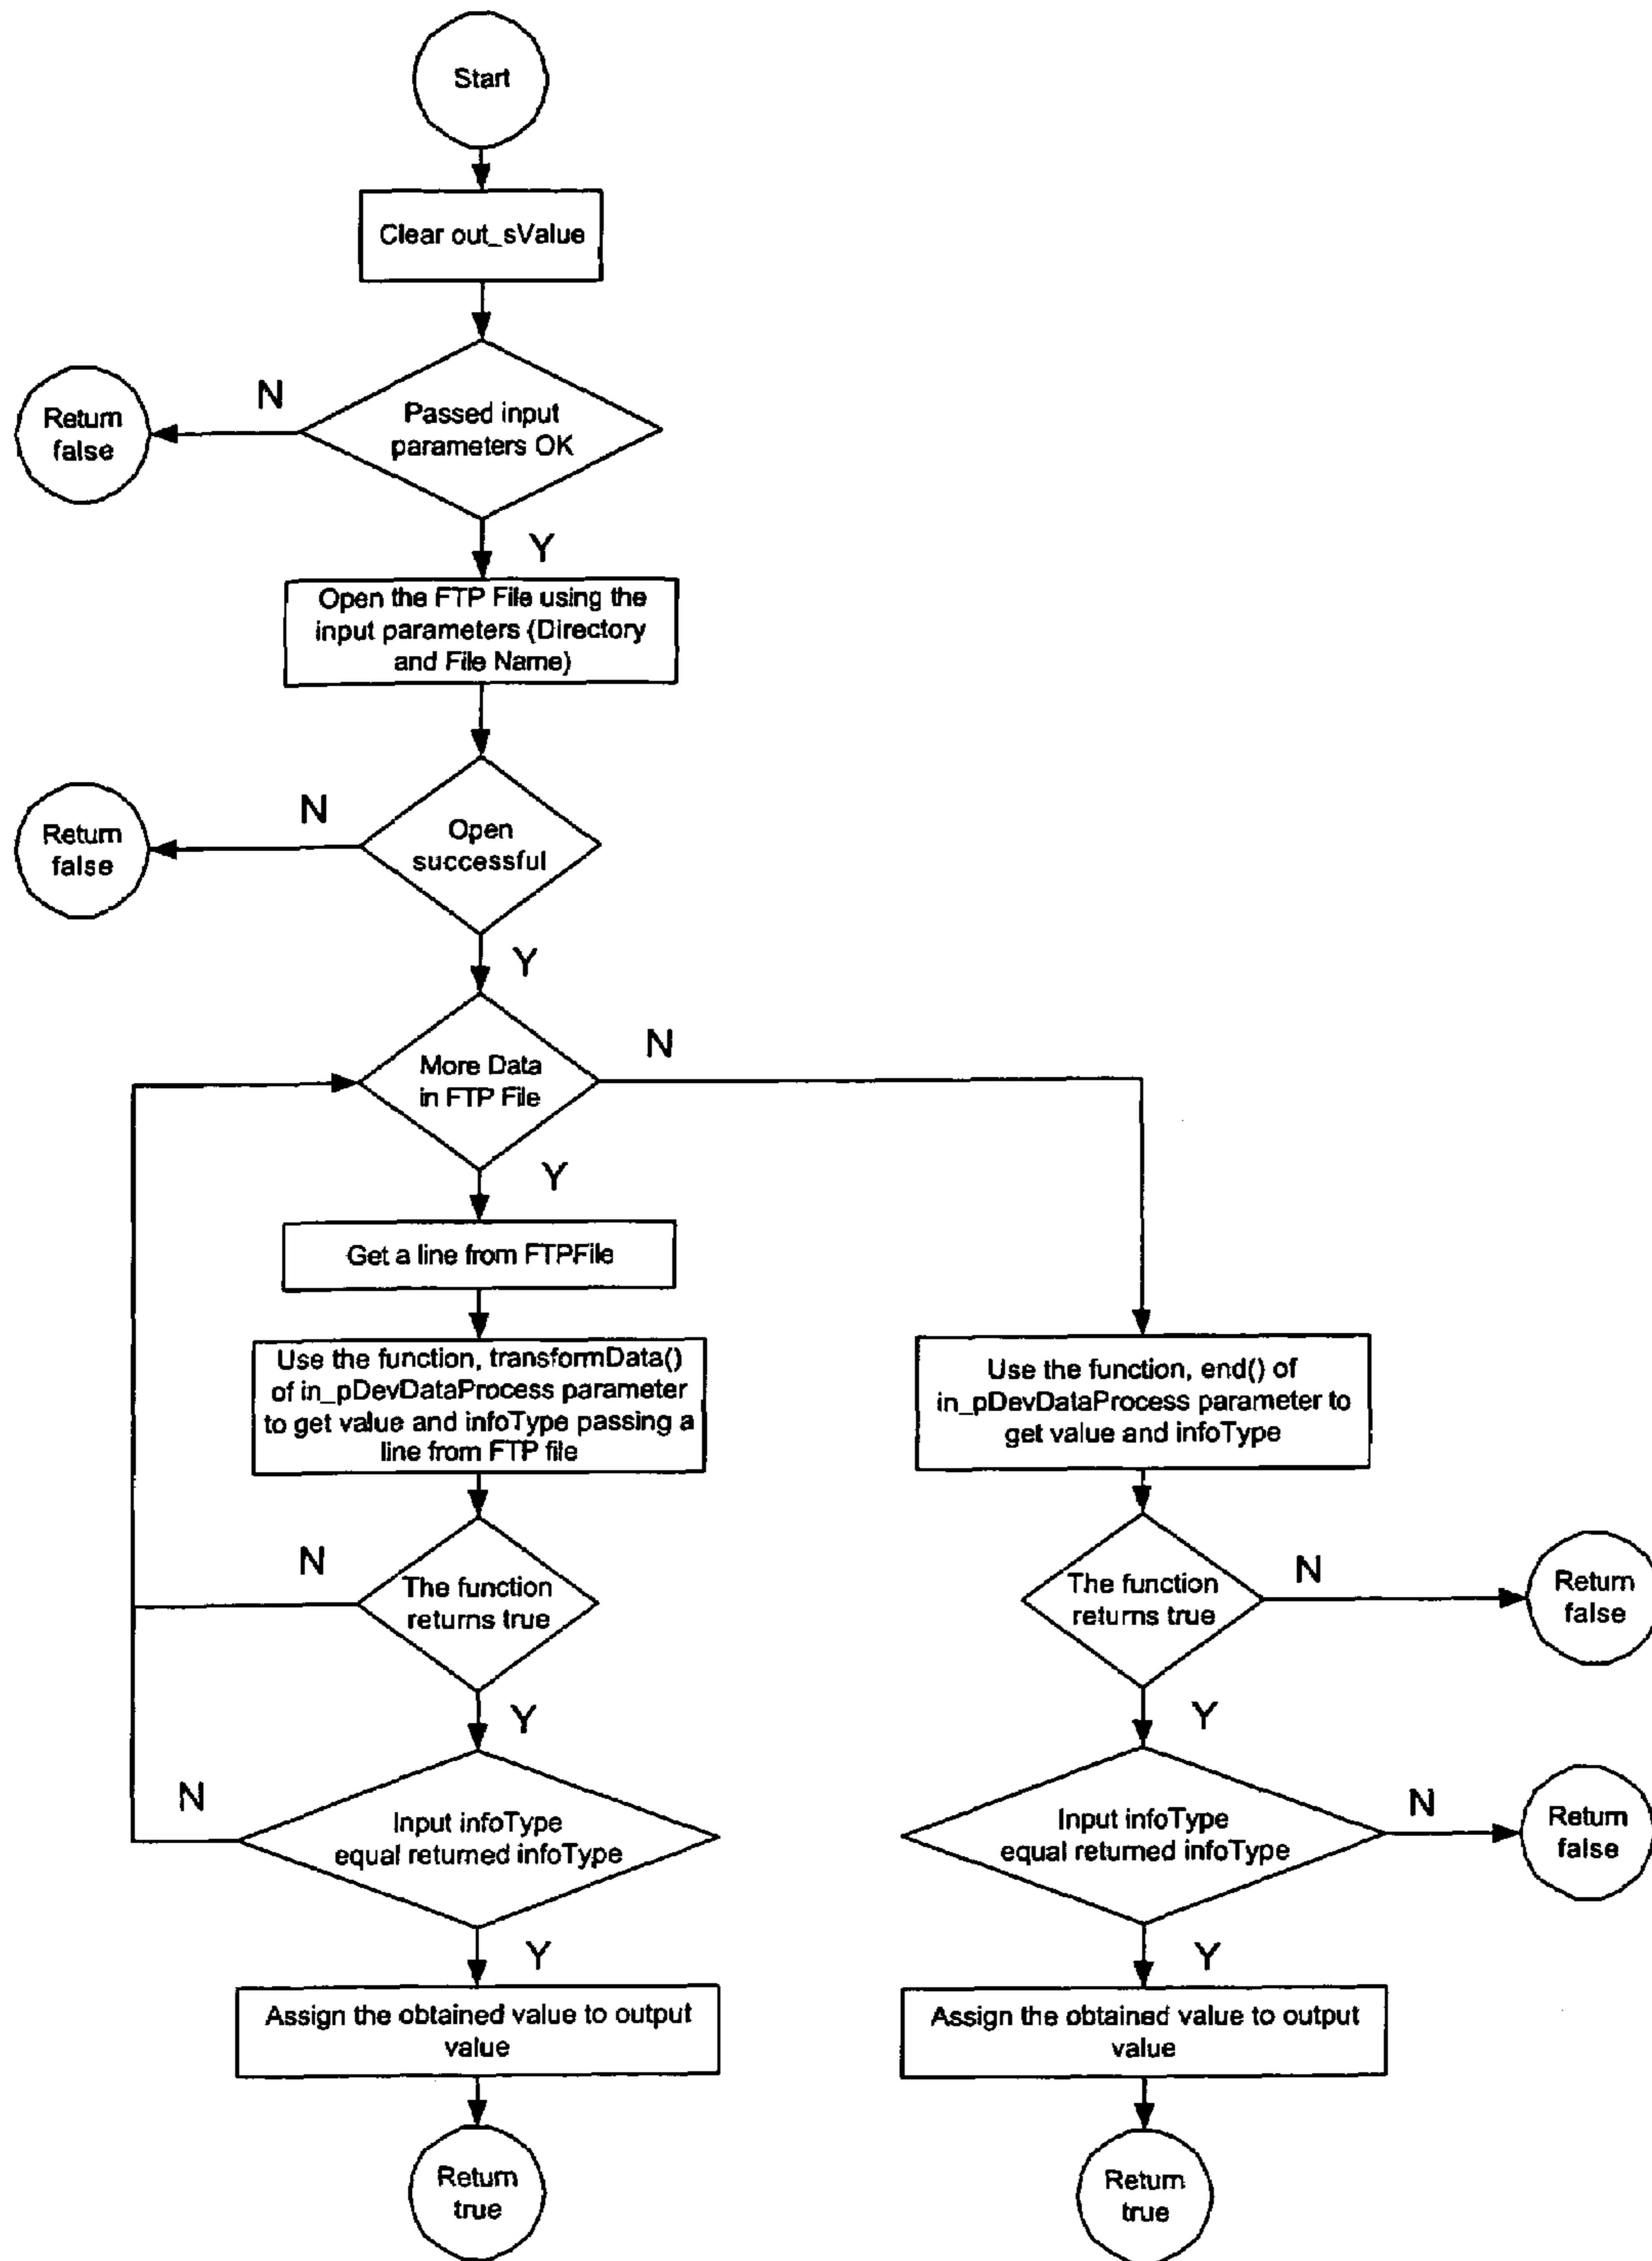 Start
Clear out_sValue
N
Return
false
Passed input
parameters OK
Y
Open the FTP File using the
input parameters (Directory
and File Name)
N
Return
false
Open
successful
Y
More Data
in FTP File
N
Y
Get a line from FTPFile
Use the function, transformData()
of in_pDevDataProcess parameter
to get value and infoType passing a
line from FTP file
N
The function
returns true
Y
N
Input infoType
equal returned infoType
Y
Assign the obtained value to output
value
Return
true
Use the function, end() of
in_pDevDataProcess parameter to
get value and infoType
The function
returns true
N
Return
false
Y
Input infoType
equal returned infoType
N
Return
false
Y
Assign the obtained value to output
value
Return
true